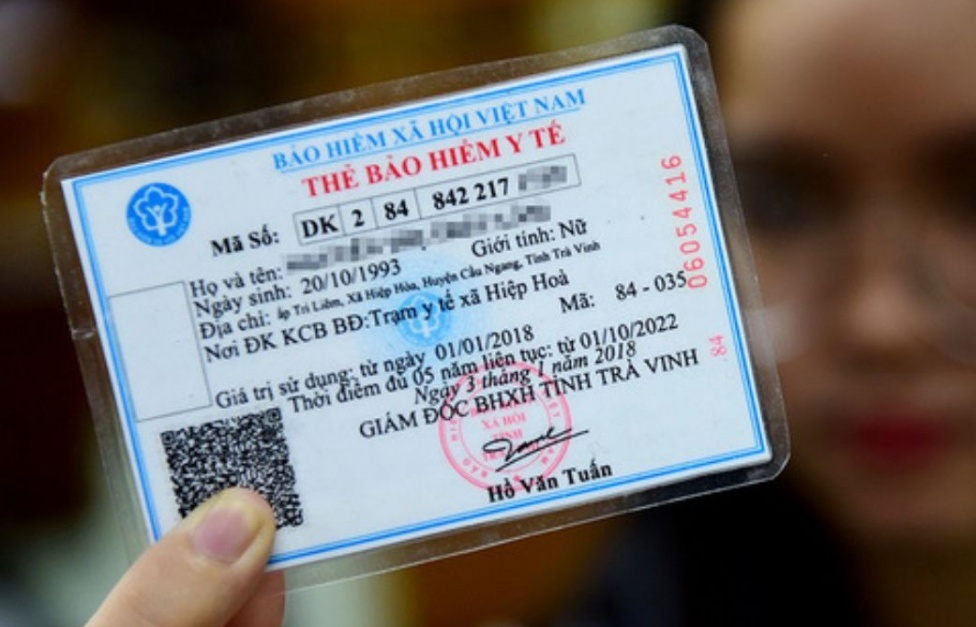 BẢO HIỂM XÃ HỘI VIỆT NAM
THẺ BẢO HIỂM Y TẾ
Mã Số: DK 2 84 842 217
Họ và tên:
Ngày sinh: 20/10/1993 Giới tính: Nữ
Địa chỉ: ấp Tri Liêm, Xã Hiệp Hòa, Huyện Cầu Ngang, Tỉnh Trà Vinh
Nơi ĐK KCB BĐ:Trạm y tế xã Hiệp Hoà
Mã: 84 - 035
Giá trị sử dụng: từ ngày 01/01/2018
Thời điểm đủ 05 năm liên tục: từ 01/10/2022
Ngày 3 tháng 1 năm 2018
GIÁM ĐỐC BHXH TỈNH TRÀ VINH
XÃ HỘI
TỈNH
Hồ Văn Tuấn
06054416
84